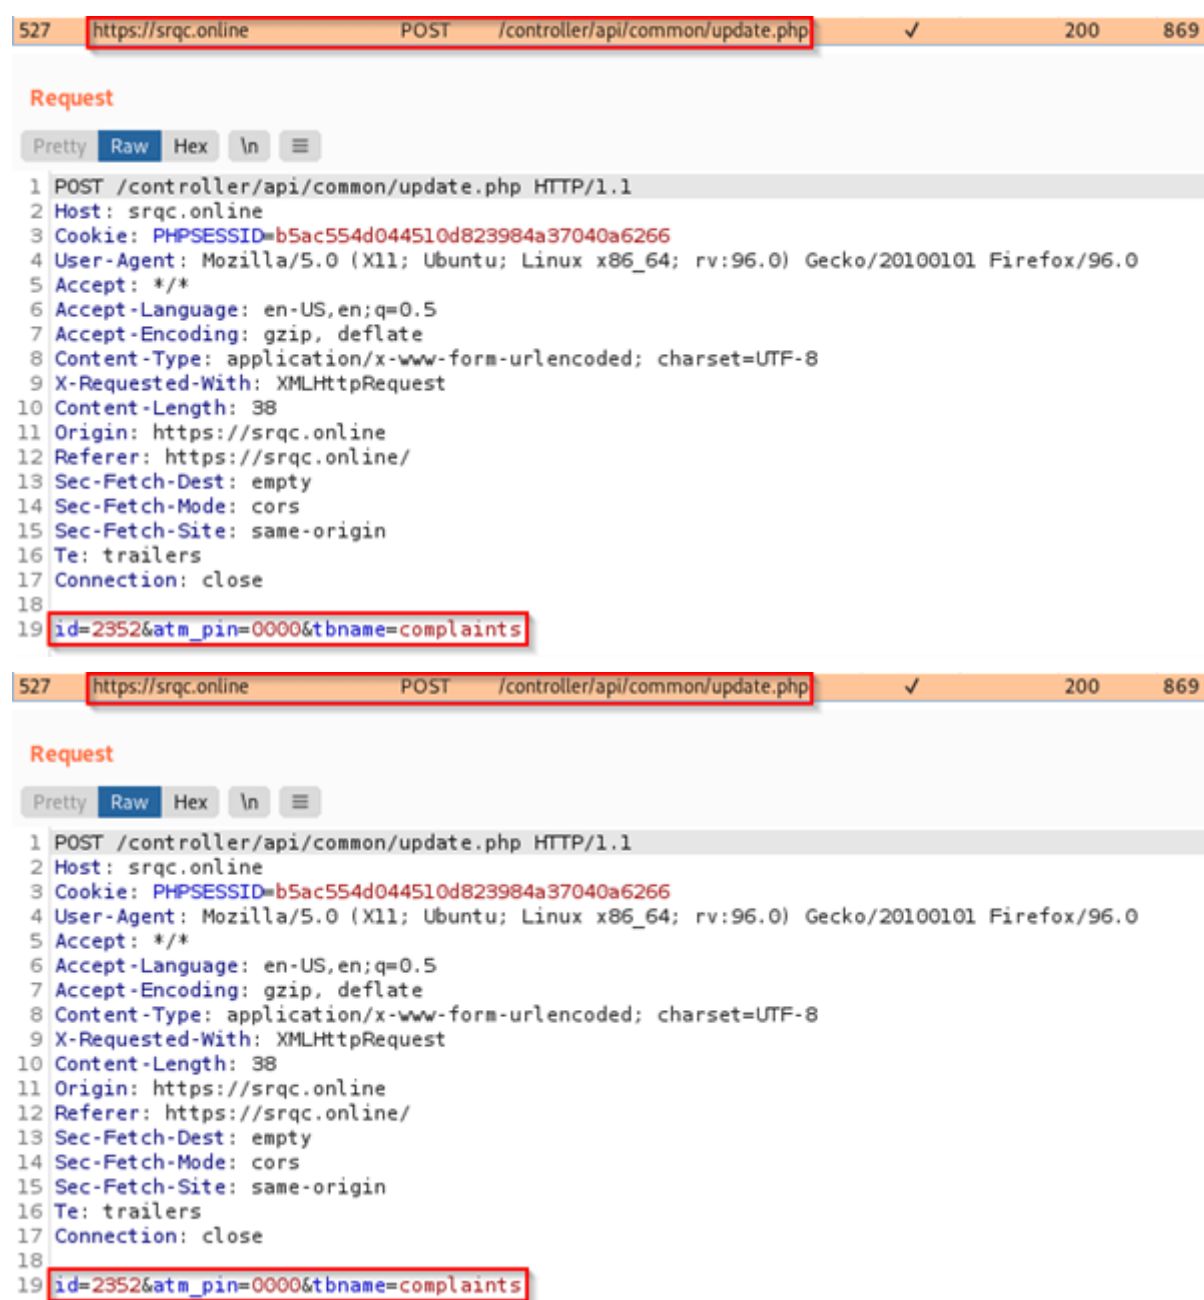 527 https://srqc.online POST /controller/api/common/update.php ✓ 200 869
Request
Pretty Raw Hex \n ≡
1 POST /controller/api/common/update.php HTTP/1.1
2 Host: srqc.online
3 Cookie: PHPSESSID=b5ac554d044510d823984a37040a6266
4 User-Agent: Mozilla/5.0 (X11; Ubuntu; Linux x86_64; rv:96.0) Gecko/20100101 Firefox/96.0
5 Accept: */*
6 Accept-Language: en-US,en;q=0.5
7 Accept-Encoding: gzip, deflate
8 Content-Type: application/x-www-form-urlencoded; charset=UTF-8
9 X-Requested-With: XMLHttpRequest
10 Content-Length: 38
11 Origin: https://srqc.online
12 Referer: https://srqc.online/
13 Sec-Fetch-Dest: empty
14 Sec-Fetch-Mode: cors
15 Sec-Fetch-Site: same-origin
16 Te: trailers
17 Connection: close
18
19 id=2352&atm_pin=0000&tbname=complaints
527 https://srqc.online POST /controller/api/common/update.php ✓ 200 869
Request
Pretty Raw Hex \n ≡
1 POST /controller/api/common/update.php HTTP/1.1
2 Host: srqc.online
3 Cookie: PHPSESSID=b5ac554d044510d823984a37040a6266
4 User-Agent: Mozilla/5.0 (X11; Ubuntu; Linux x86_64; rv:96.0) Gecko/20100101 Firefox/96.0
5 Accept: */*
6 Accept-Language: en-US,en;q=0.5
7 Accept-Encoding: gzip, deflate
8 Content-Type: application/x-www-form-urlencoded; charset=UTF-8
9 X-Requested-With: XMLHttpRequest
10 Content-Length: 38
11 Origin: https://srqc.online
12 Referer: https://srqc.online/
13 Sec-Fetch-Dest: empty
14 Sec-Fetch-Mode: cors
15 Sec-Fetch-Site: same-origin
16 Te: trailers
17 Connection: close
18
19 id=2352&atm_pin=0000&tbname=complaints